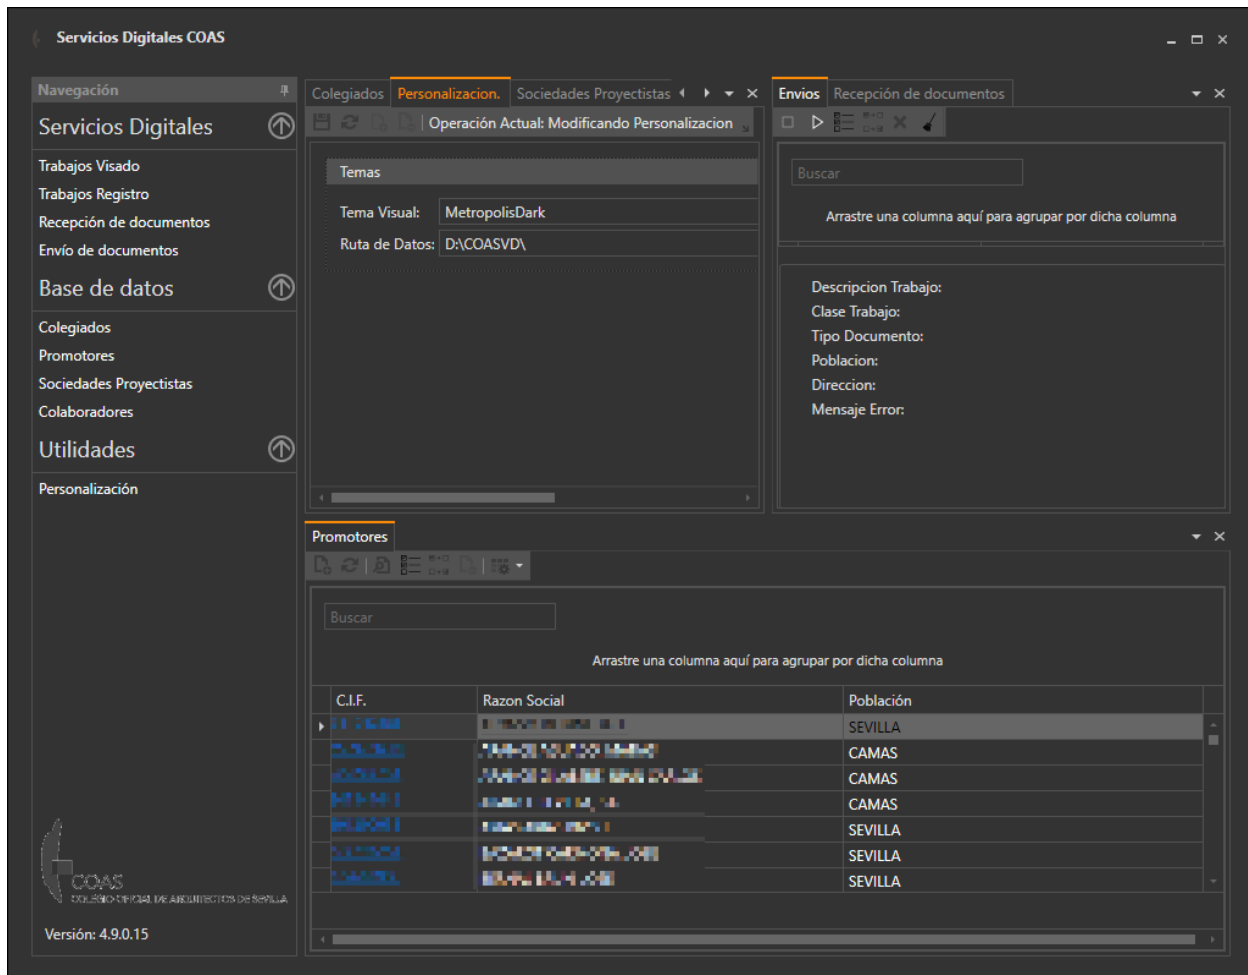 Servicios Digitales COAS
Navegación
Servicios Digitales
Trabajos Visado
Trabajos Registro
Recepción de documentos
Envío de documentos
Base de datos
Colegiados
Promotores
Sociedades Proyectistas
Colaboradores
Utilidades
Personalización
COAS
COLEGIO OFICIAL DE ARQUITECTOS DE SEVILLA
Versión: 4.9.0.15
Colegiados Personalizacion. Sociedades Proyectistas
Operación Actual: Modificando Personalizacion
Temas
Tema Visual: MetropolisDark
Ruta de Datos: D:\COASVD\
Envios Recepción de documentos
Buscar
Arrastre una columna aquí para agrupar por dicha columna
Descripcion Trabajo:
Clase Trabajo:
Tipo Documento:
Poblacion:
Direccion:
Mensaje Error:
Promotores
Buscar
Arrastre una columna aquí para agrupar por dicha columna
C.I.F. Razon Social Población
SEVILLA
CAMAS
CAMAS
CAMAS
SEVILLA
SEVILLA
SEVILLA